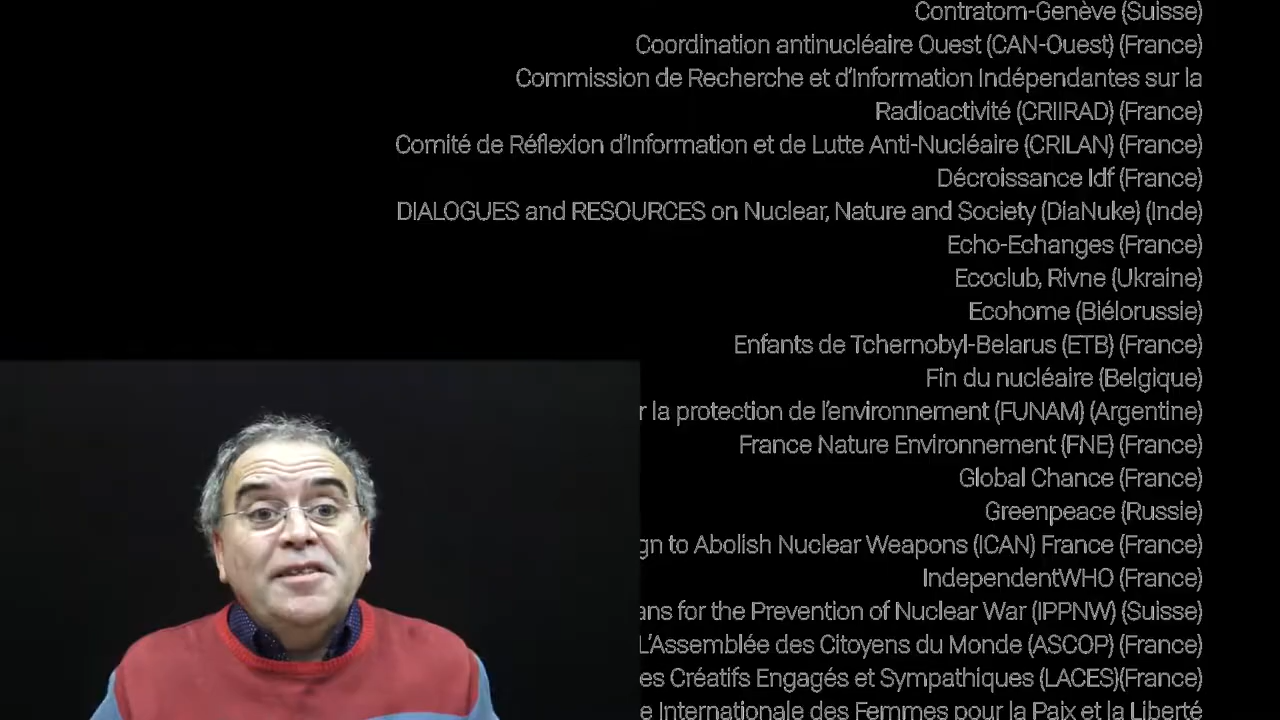 Contratom-Genève (Suisse)
Coordination antinucléaire Ouest (CAN-Ouest) (France)
Commission de Recherche et d'Information Indépendantes sur la
Radioactivité (CRIIRAD) (France)
Comité de Réflexion d'Information et de Lutte Anti-Nucléaire (CRILAN) (France)
Décroissance Idf (France)
DIALOGUES and RESOURCES on Nuclear, Nature and Society (DiaNuke) (Inde)
Echo-Echanges (France)
Ecoclub, Rivne (Ukraine)
Ecohome (Biélorussie)
Enfants de Tchernobyl-Belarus (ETB) (France)
Fin du nucléaire (Belgique)
r la protection de l'environnement (FUNAM) (Argentine)
France Nature Environnement (FNE) (France)
Global Chance (France)
Greenpeace (Russie)
gn to Abolish Nuclear Weapons (ICAN) France (France)
IndependentWHO (France)
ans for the Prevention of Nuclear War (IPPNW) (Suisse)
L'Assemblée des Citoyens du Monde (ASCOP) (France)
es Créatifs Engagés et Sympathiques (LACES)(France)
e Internationale des Femmes pour la Paix et la Liberté